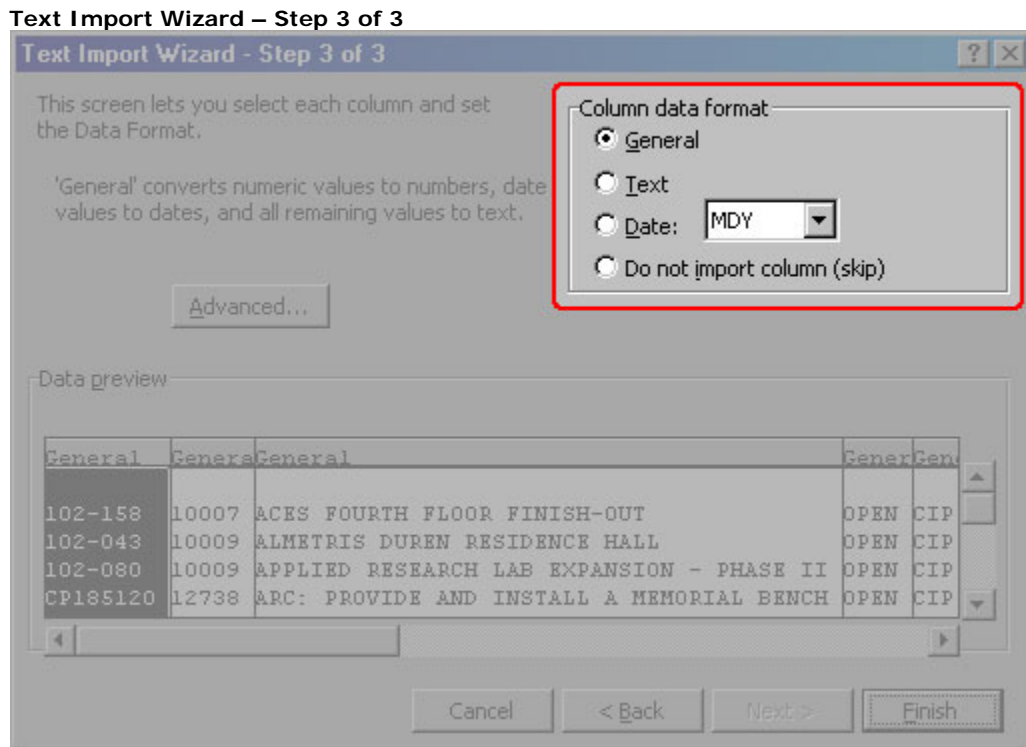 Text Import Wizard – Step 3 of 3
Text Import Wizard - Step 3 of 3
This screen lets you select each column and set
the Data Format.
'General' converts numeric values to numbers, date
values to dates, and all remaining values to text.
Advanced...
Column data format
General
Text
Date: MDY
Do not import column (skip)
Data preview
General Genera General Gener Gen
102-158 10007 ACES FOURTH FLOOR FINISH-OUT OPEN CIP
102-043 10009 ALMETRIS DUREN RESIDENCE HALL OPEN CIP
102-080 10009 APPLIED RESEARCH LAB EXPANSION - PHASE II OPEN CIP
CP185120 12738 ARC: PROVIDE AND INSTALL A MEMORIAL BENCH OPEN CIP
Cancel < Back Next > Finish